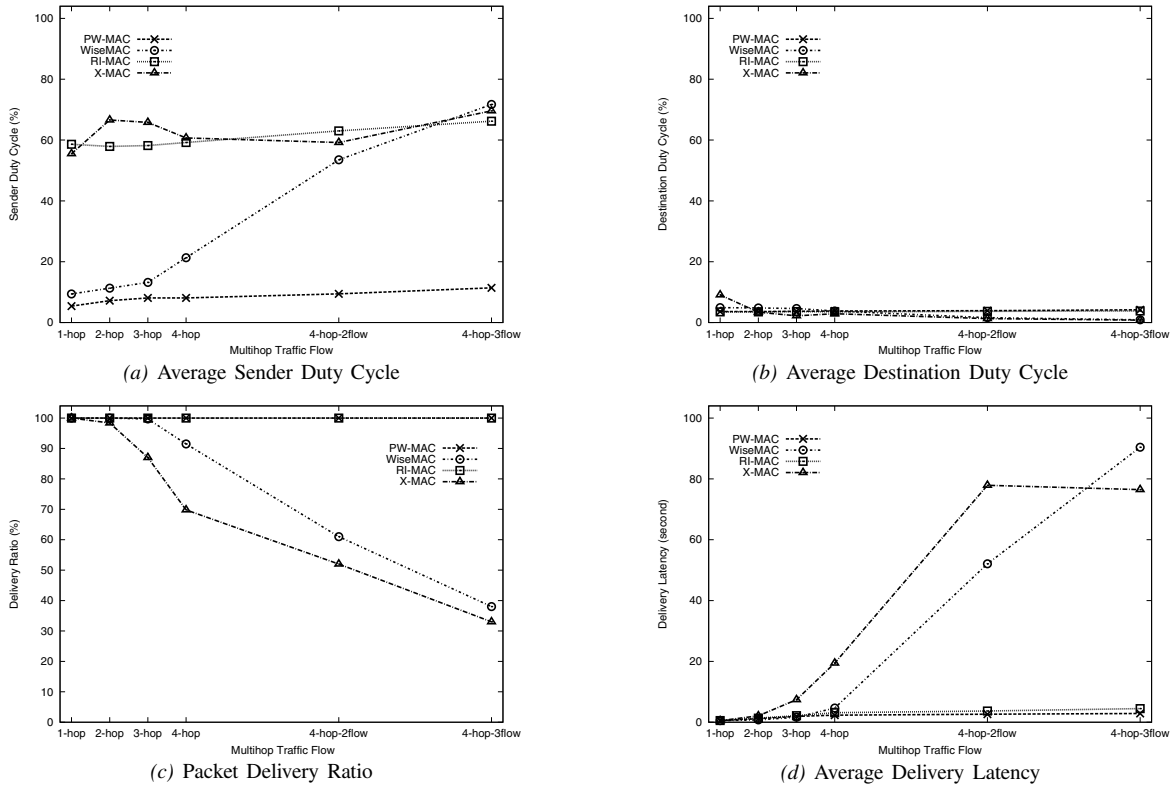 100
80
60
40
20
0
Sender Duty Cycle (%)
PW-MAC
WiseMAC
RI-MAC
X-MAC
1-hop 2-hop 3-hop 4-hop 4-hop-2flow 4-hop-3flow
Multihop Traffic Flow
(a) Average Sender Duty Cycle
100
80
60
40
20
0
Destination Duty Cycle (%)
PW-MAC
WiseMAC
RI-MAC
X-MAC
1-hop 2-hop 3-hop 4-hop 4-hop-2flow 4-hop-3flow
Multihop Traffic Flow
(b) Average Destination Duty Cycle
100
90
80
70
60
50
40
30
20
10
0
Delivery Ratio (%)
PW-MAC
WiseMAC
RI-MAC
X-MAC
1-hop 2-hop 3-hop 4-hop 4-hop-2flow 4-hop-3flow
Multihop Traffic Flow
(c) Packet Delivery Ratio
100
80
60
40
20
0
Delivery Latency (second)
PW-MAC
WiseMAC
RI-MAC
X-MAC
1-hop 2-hop 3-hop 4-hop 4-hop-2flow 4-hop-3flow
Multihop Traffic Flow
(d) Average Delivery Latency